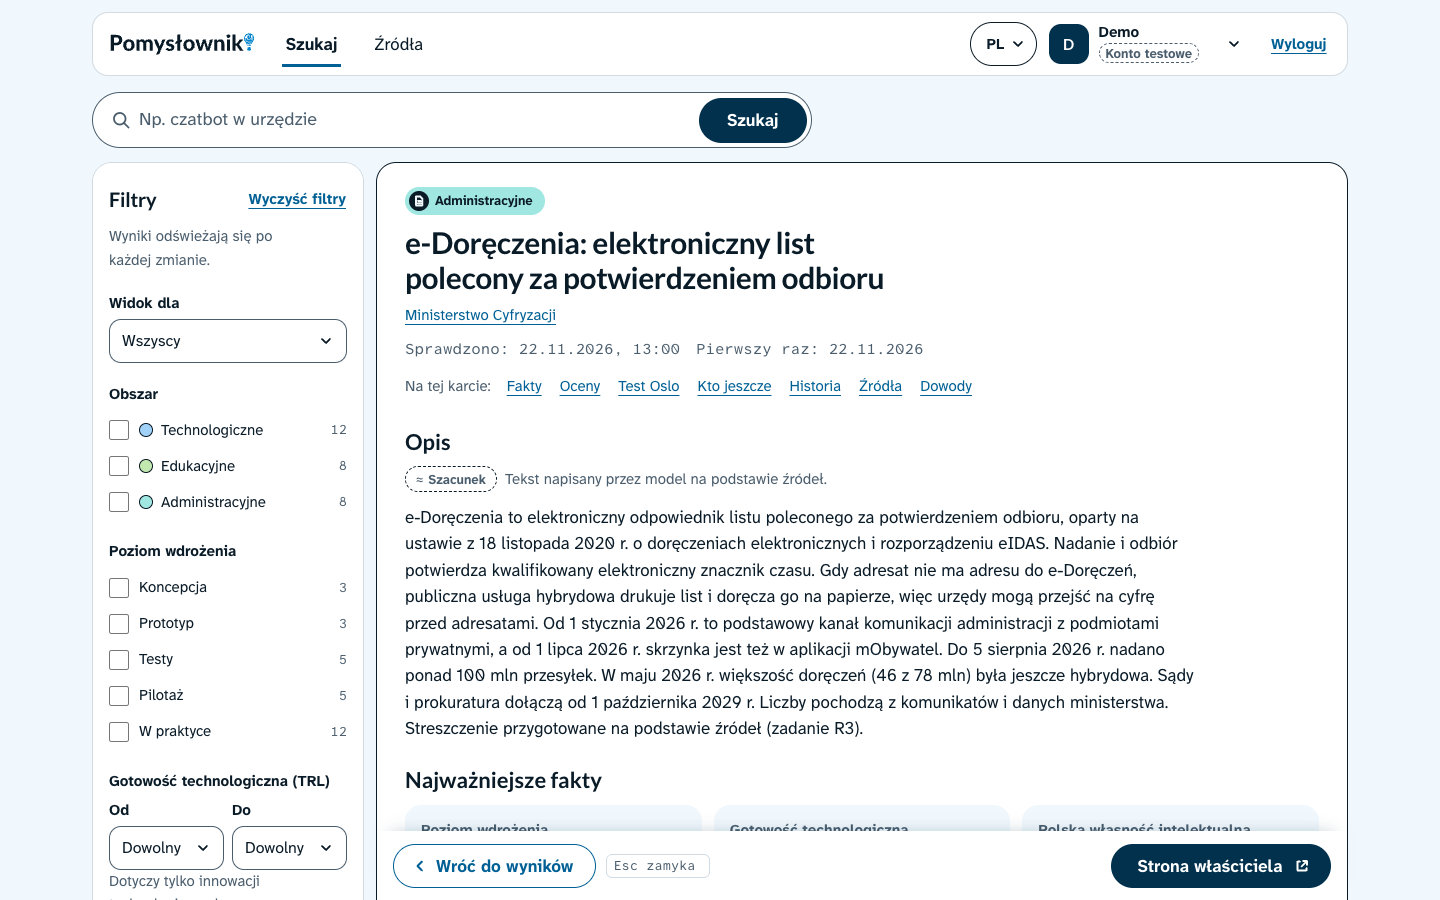 Pomysłownik
Szukaj
Źródła
PL
D
Demo
Konto testowe
Wyloguj
Np. czatbot w urzędzie
Szukaj
Filtry
Wyczyść filtry
Wyniki odświeżają się po
każdej zmianie.
Widok dla
Wszyscy
Obszar
Technologiczne 12
Edukacyjne 8
Administracyjne 8
Poziom wdrożenia
Koncepcja 3
Prototyp 3
Testy 5
Pilotaż 5
W praktyce 12
Gotowość technologiczna (TRL)
Od Do
Dowolny Dowolny
Dotyczy tylko innowacji
Administracyjne
e-Doręczenia: elektroniczny list
polecony za potwierdzeniem odbioru
Ministerstwo Cyfryzacji
Sprawdzono: 22.11.2026, 13:00 Pierwszy raz: 22.11.2026
Na tej karcie: Fakty Oceny Test Oslo Kto jeszcze Historia Źródła Dowody
Opis
≈ Szacunek Tekst napisany przez model na podstawie źródeł.
e-Doręczenia to elektroniczny odpowiednik listu poleconego za potwierdzeniem odbioru, oparty na
ustawie z 18 listopada 2020 r. o doręczeniach elektronicznych i rozporządzeniu eIDAS. Nadanie i odbiór
potwierdza kwalifikowany elektroniczny znacznik czasu. Gdy adresat nie ma adresu do e-Doręczeń,
publiczna usługa hybrydowa drukuje list i doręcza go na papierze, więc urzędy mogą przejść na cyfrę
przed adresatami. Od 1 stycznia 2026 r. to podstawowy kanał komunikacji administracji z podmiotami
prywatnymi, a od 1 lipca 2026 r. skrzynka jest też w aplikacji mObywatel. Do 5 sierpnia 2026 r. nadano
ponad 100 mln przesyłek. W maju 2026 r. większość doręczeń (46 z 78 mln) była jeszcze hybrydowa. Sądy
i prokuratura dołączą od 1 października 2029 r. Liczby pochodzą z komunikatów i danych ministerstwa.
Streszczenie przygotowane na podstawie źródeł (zadanie R3).
Najważniejsze fakty
Poziom wdrożenia Gotowość technologiczna Polska własność intelektualna
Wróć do wyników
Esc zamyka
Strona właściciela